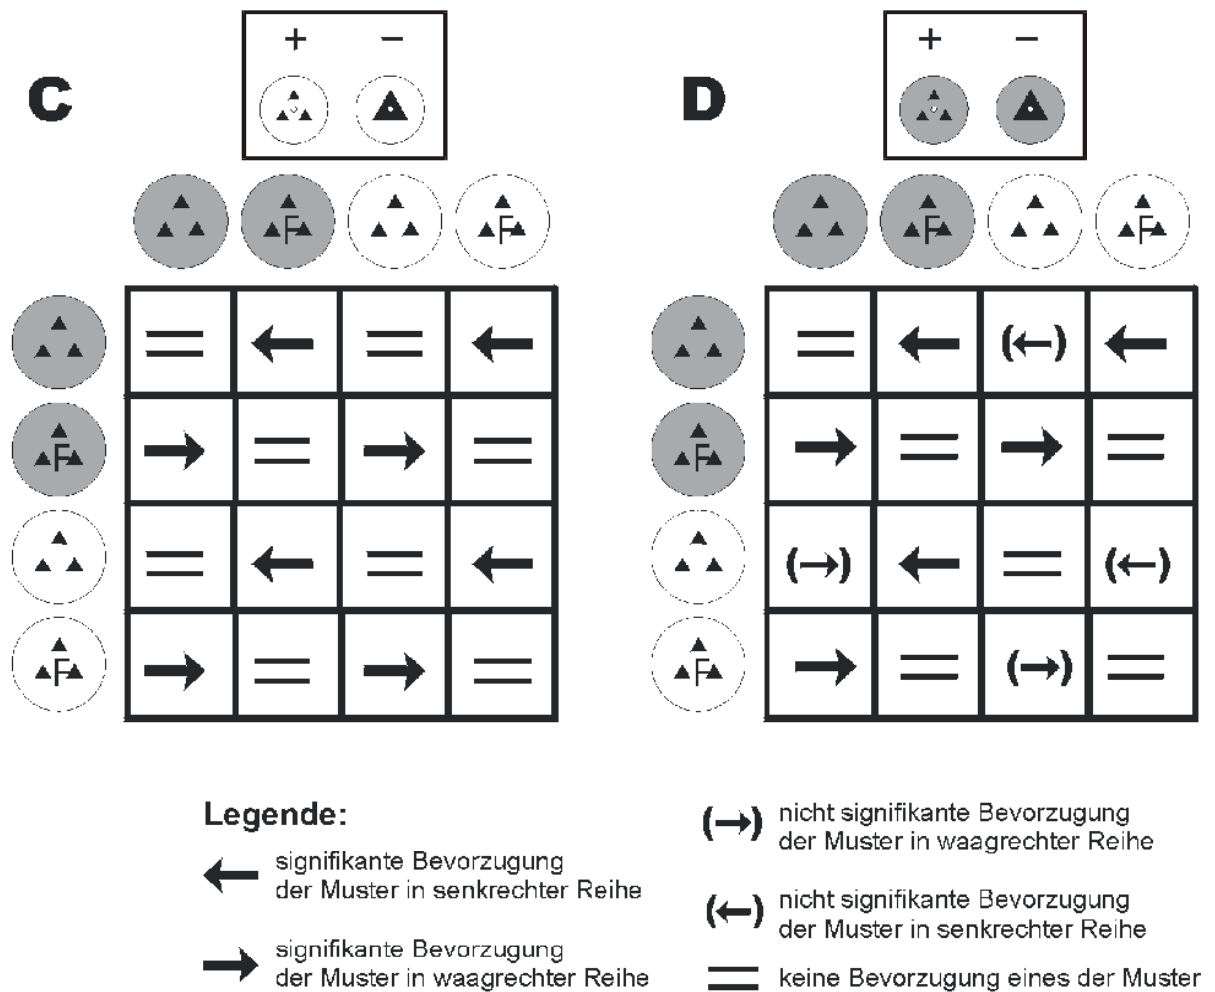 C
+ −
D
+ −
F F
F F
F F
F F
Legende:
signifikante Bevorzugung
der Muster in senkrechter Reihe
signifikante Bevorzugung
der Muster in waagrechter Reihe
nicht signifikante Bevorzugung
der Muster in waagrechter Reihe
nicht signifikante Bevorzugung
der Muster in senkrechter Reihe
keine Bevorzugung eines der Muster